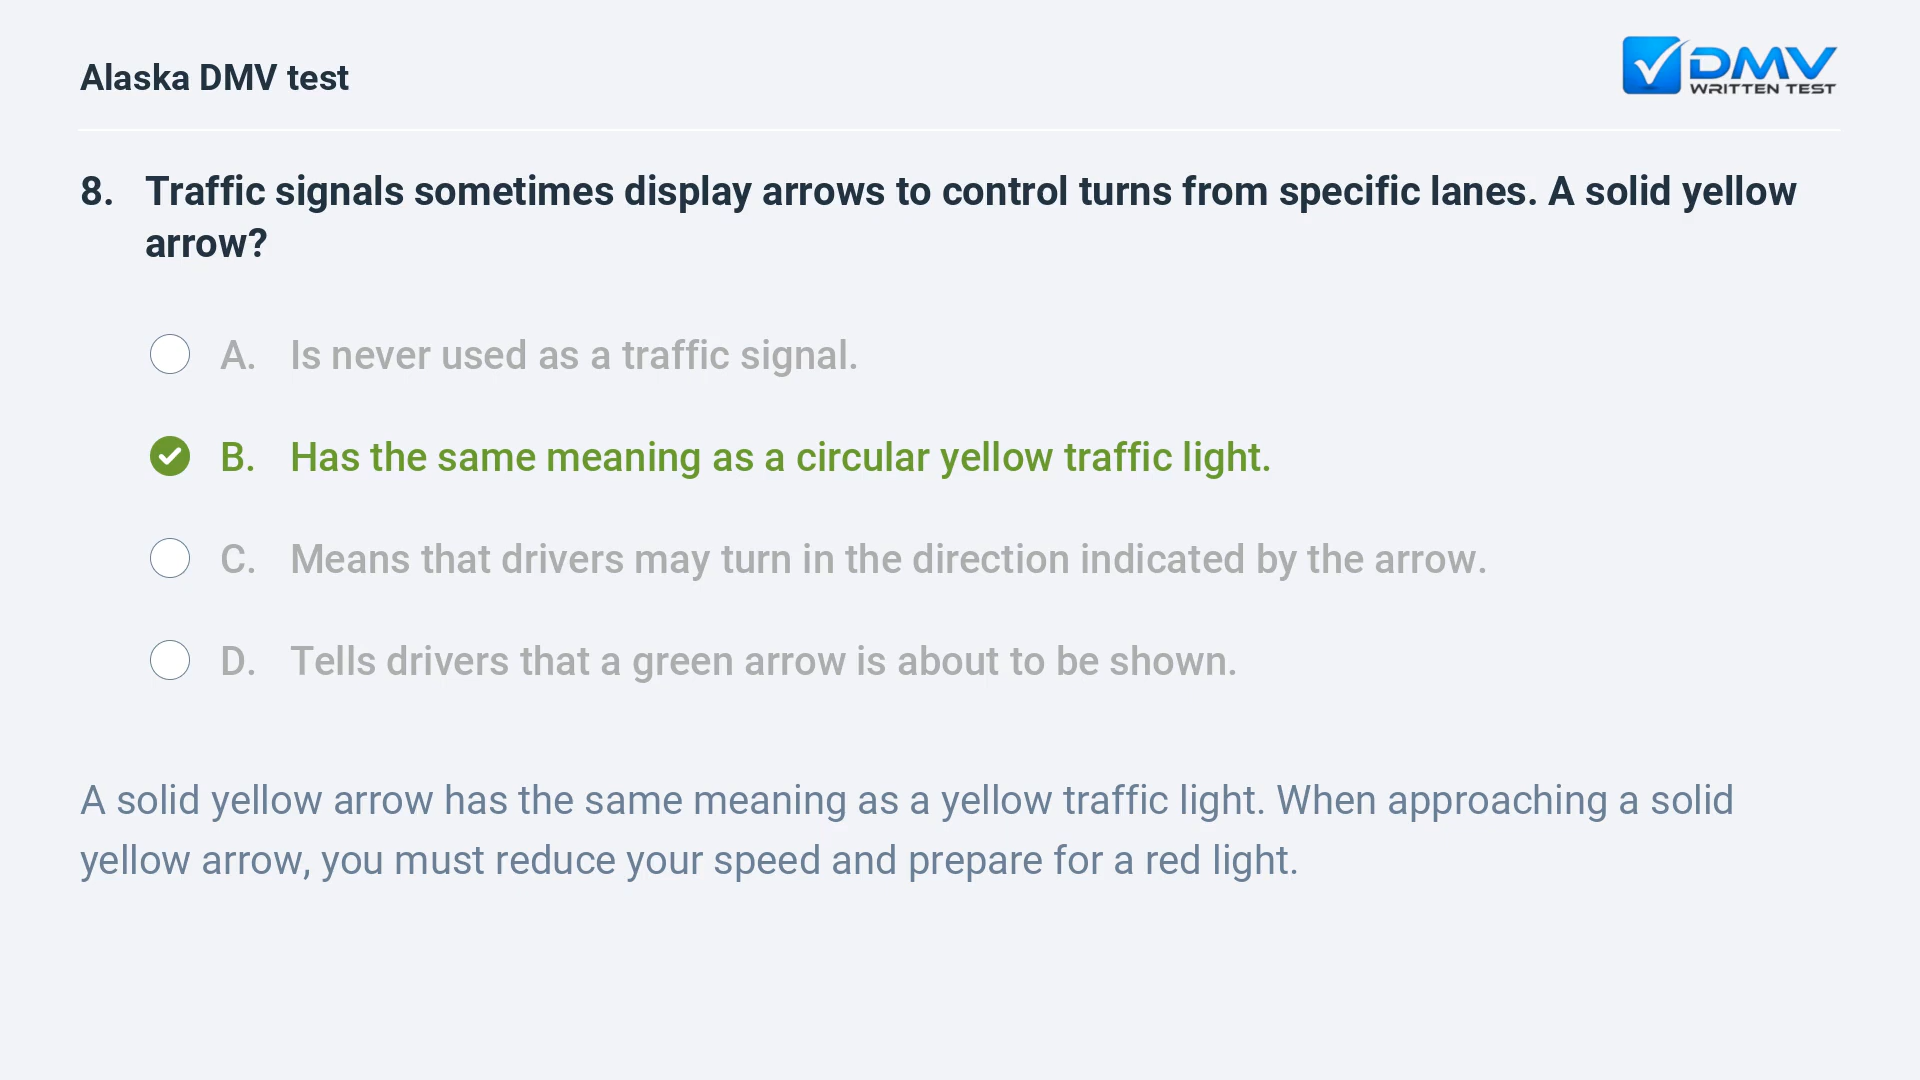 Alaska DMV test
DMV
WRITTEN TEST
8. Traffic signals sometimes display arrows to control turns from specific lanes. A solid yellow
arrow?
A. Is never used as a traffic signal.
B. Has the same meaning as a circular yellow traffic light.
C. Means that drivers may turn in the direction indicated by the arrow.
D. Tells drivers that a green arrow is about to be shown.
A solid yellow arrow has the same meaning as a yellow traffic light. When approaching a solid
yellow arrow, you must reduce your speed and prepare for a red light.